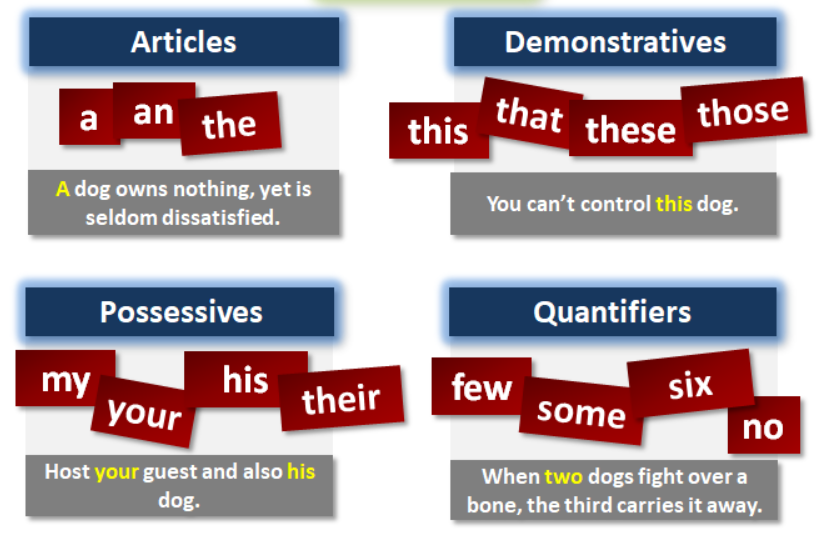 Articles
a an the
A dog owns nothing, yet is
seldom dissatisfied.
Demonstratives
this that these those
You can't control this dog.
Possessives
my your his their
Host your guest and also his
dog.
Quantifiers
few some six no
When two dogs fight over a
bone, the third carries it away.